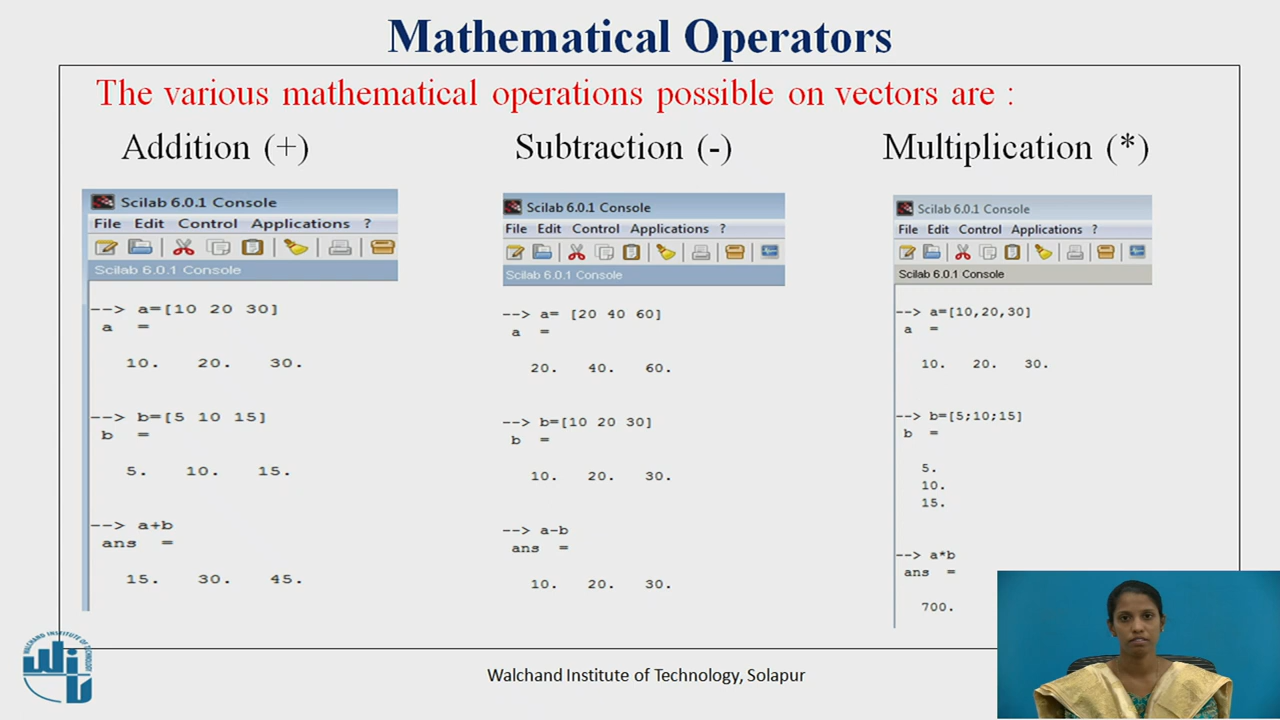 Mathematical Operators
The various mathematical operations possible on vectors are :
Addition (+)
Scilab 6.0.1 Console
File Edit Control Applications ?
Scilab 6.0.1 Console
--> a=[10 20 30]
a =
10. 20. 30.
--> b=[5 10 15]
b =
5. 10. 15.
--> a+b
ans =
15. 30. 45.
Subtraction (-)
Scilab 6.0.1 Console
File Edit Control Applications ?
Scilab 6.0.1 Console
--> a= [20 40 60]
a =
20. 40. 60.
--> b=[10 20 30]
b =
10. 20. 30.
--> a-b
ans =
10. 20. 30.
Multiplication (*)
Scilab 6.0.1 Console
File Edit Control Applications ?
Scilab 6.0.1 Console
--> a=[10,20,30]
a =
10. 20. 30.
--> b=[5;10;15]
b =
5.
10.
15.
--> a*b
ans =
700.
WALCHAND INSTITUTE OF TECHNOLOGY
WIT
Walchand Institute of Technology, Solapur